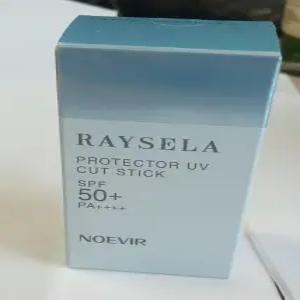 RAYSELA
PROTECTOR UV
CUT STICK
SPF
50+
PA++++
NOEVIR